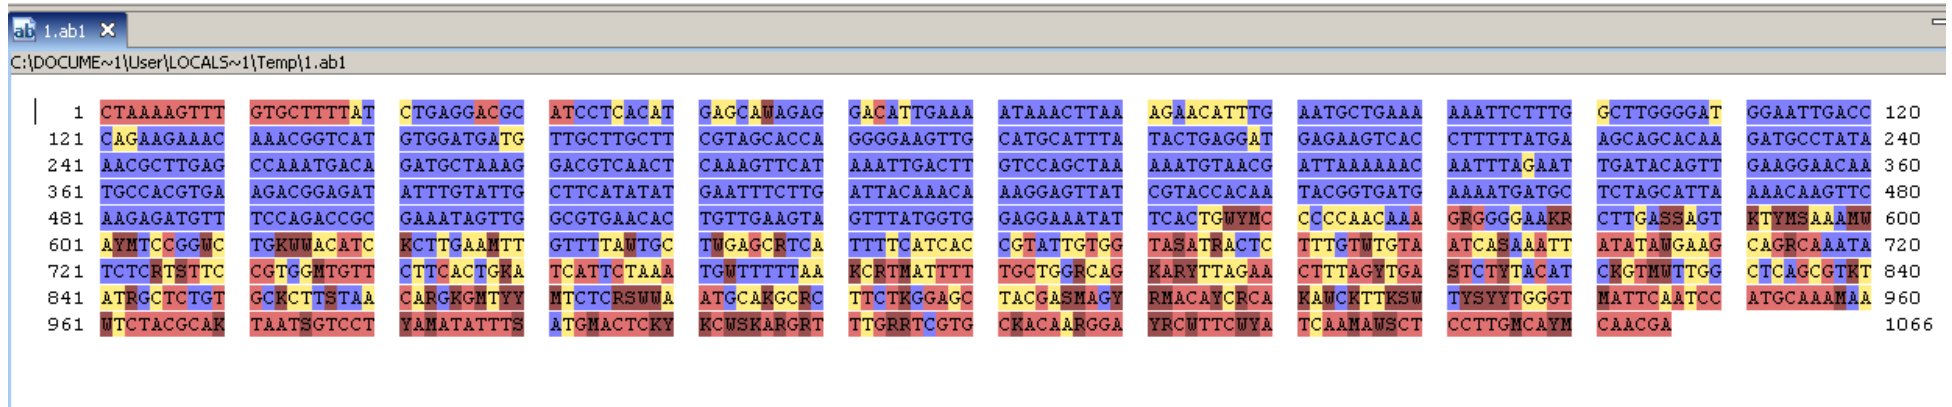 ab 1.ab1
C:\DOCUME~1\User\LOCALS~1\Temp\1.ab1
1 CTAAAAGTTT GTGCTTTTAT CTGAGGACGC ATCCTCACAT GAGCAWAGAG GACATTGAAA ATAAACTTAA AGAACATTTG AATGCTGAAA AAATTCTTTG GCTTGGGGAT GGAATTGACC 120
121 CAGAAGAAAC AAACGGTCAT GTGGATGATG TTGCTTGCTT CGTAGCACCA GGGGAAGTTG CATGCATTTA TACTGAGGAT GAGAAGTCAC CTTTTTATGA AGCAGCACAA GATGCCTATA 240
241 AACGCTTGAG CCAAATGACA GATGCTAAAG GACGTCAACT CAAAGTTCAT AAATTGACTT GTCCAGCTAA AAATGTAACG ATTAAAAAAC AATTTAGAAT TGATACAGTT GAAGGAACAA 360
361 TGCCACGTGA AGACGGAGAT ATTTGTATTG CTTCATATAT GAATTTCTTG ATTACAAACA AAGGAGTTAT CGTACCACAA TACGGTGATG AAAATGATGC TCTAGCATTA AAACAAGTTC 480
481 AAGAGATGTT TCCAGACCGC GAAATAGTTG GCGTGAACAC TGTTGAAGTA GTTTATGGTG GAGGAAATAT TCACTGWYMC CCCCAACAAA GRGGGGAAKR CTTGASSAGT KTYMSAAAMW 600
601 AYMTCCGGWC TGKWWACATC KCTTGAAMTT GTTTTAWTGC TWGAGCRTCA TTTTCATCAC CGTATTGTGG TASATRACTC TTTGTWTGTA ATCASAAATT ATATAWGAAG CAGRCAAATA 720
721 TCTCRTSTTC CGTGGMTGTT CTTCACTGKA TCATTCTAAA TGWTTTTTAA KCRTMATTTT TGCTGGRCAG KARYTTAGAA CTTTAGYTGA STCTYTACAT CKGTMWTTGG CTCAGCGTKT 840
841 ATRGCTCTGT GCKCTTSTAA CARGKGMTYY MTCTCRSWWA ATGCAKGCRC TTCTKGGAGC TACGASMAGY RMACAYCRCA KAWCKTTKSW TYSYYTGGGT MATTCAATCC ATGCAAAMAA 960
961 WTCTACGCAK TAATSGTCCT YAMATATTTS ATGMACTCKY KCWSKARGRT TTGRRTCGTG CKACAARGGA YRCWTTCWYA TCAAMAWSCT CCTTGMCAYM CAACGA 1066